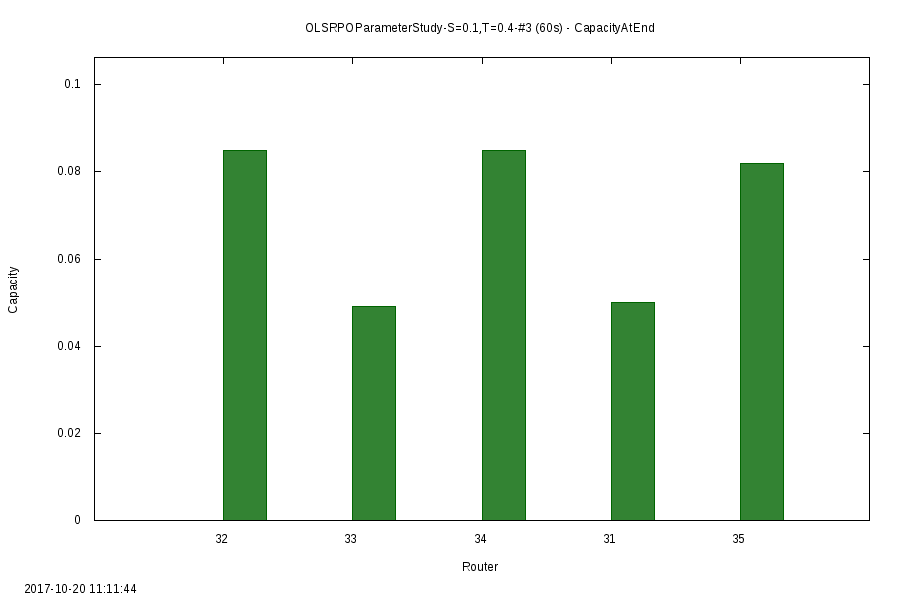 OLSRPOParameterStudy-S=0.1,T=0.4-#3 (60s) - CapacityAtEnd
0.1
0.08
0.06
0.04
0.02
0
Capacity
32 33 34 31 35
Router
2017-10-20 11:11:44